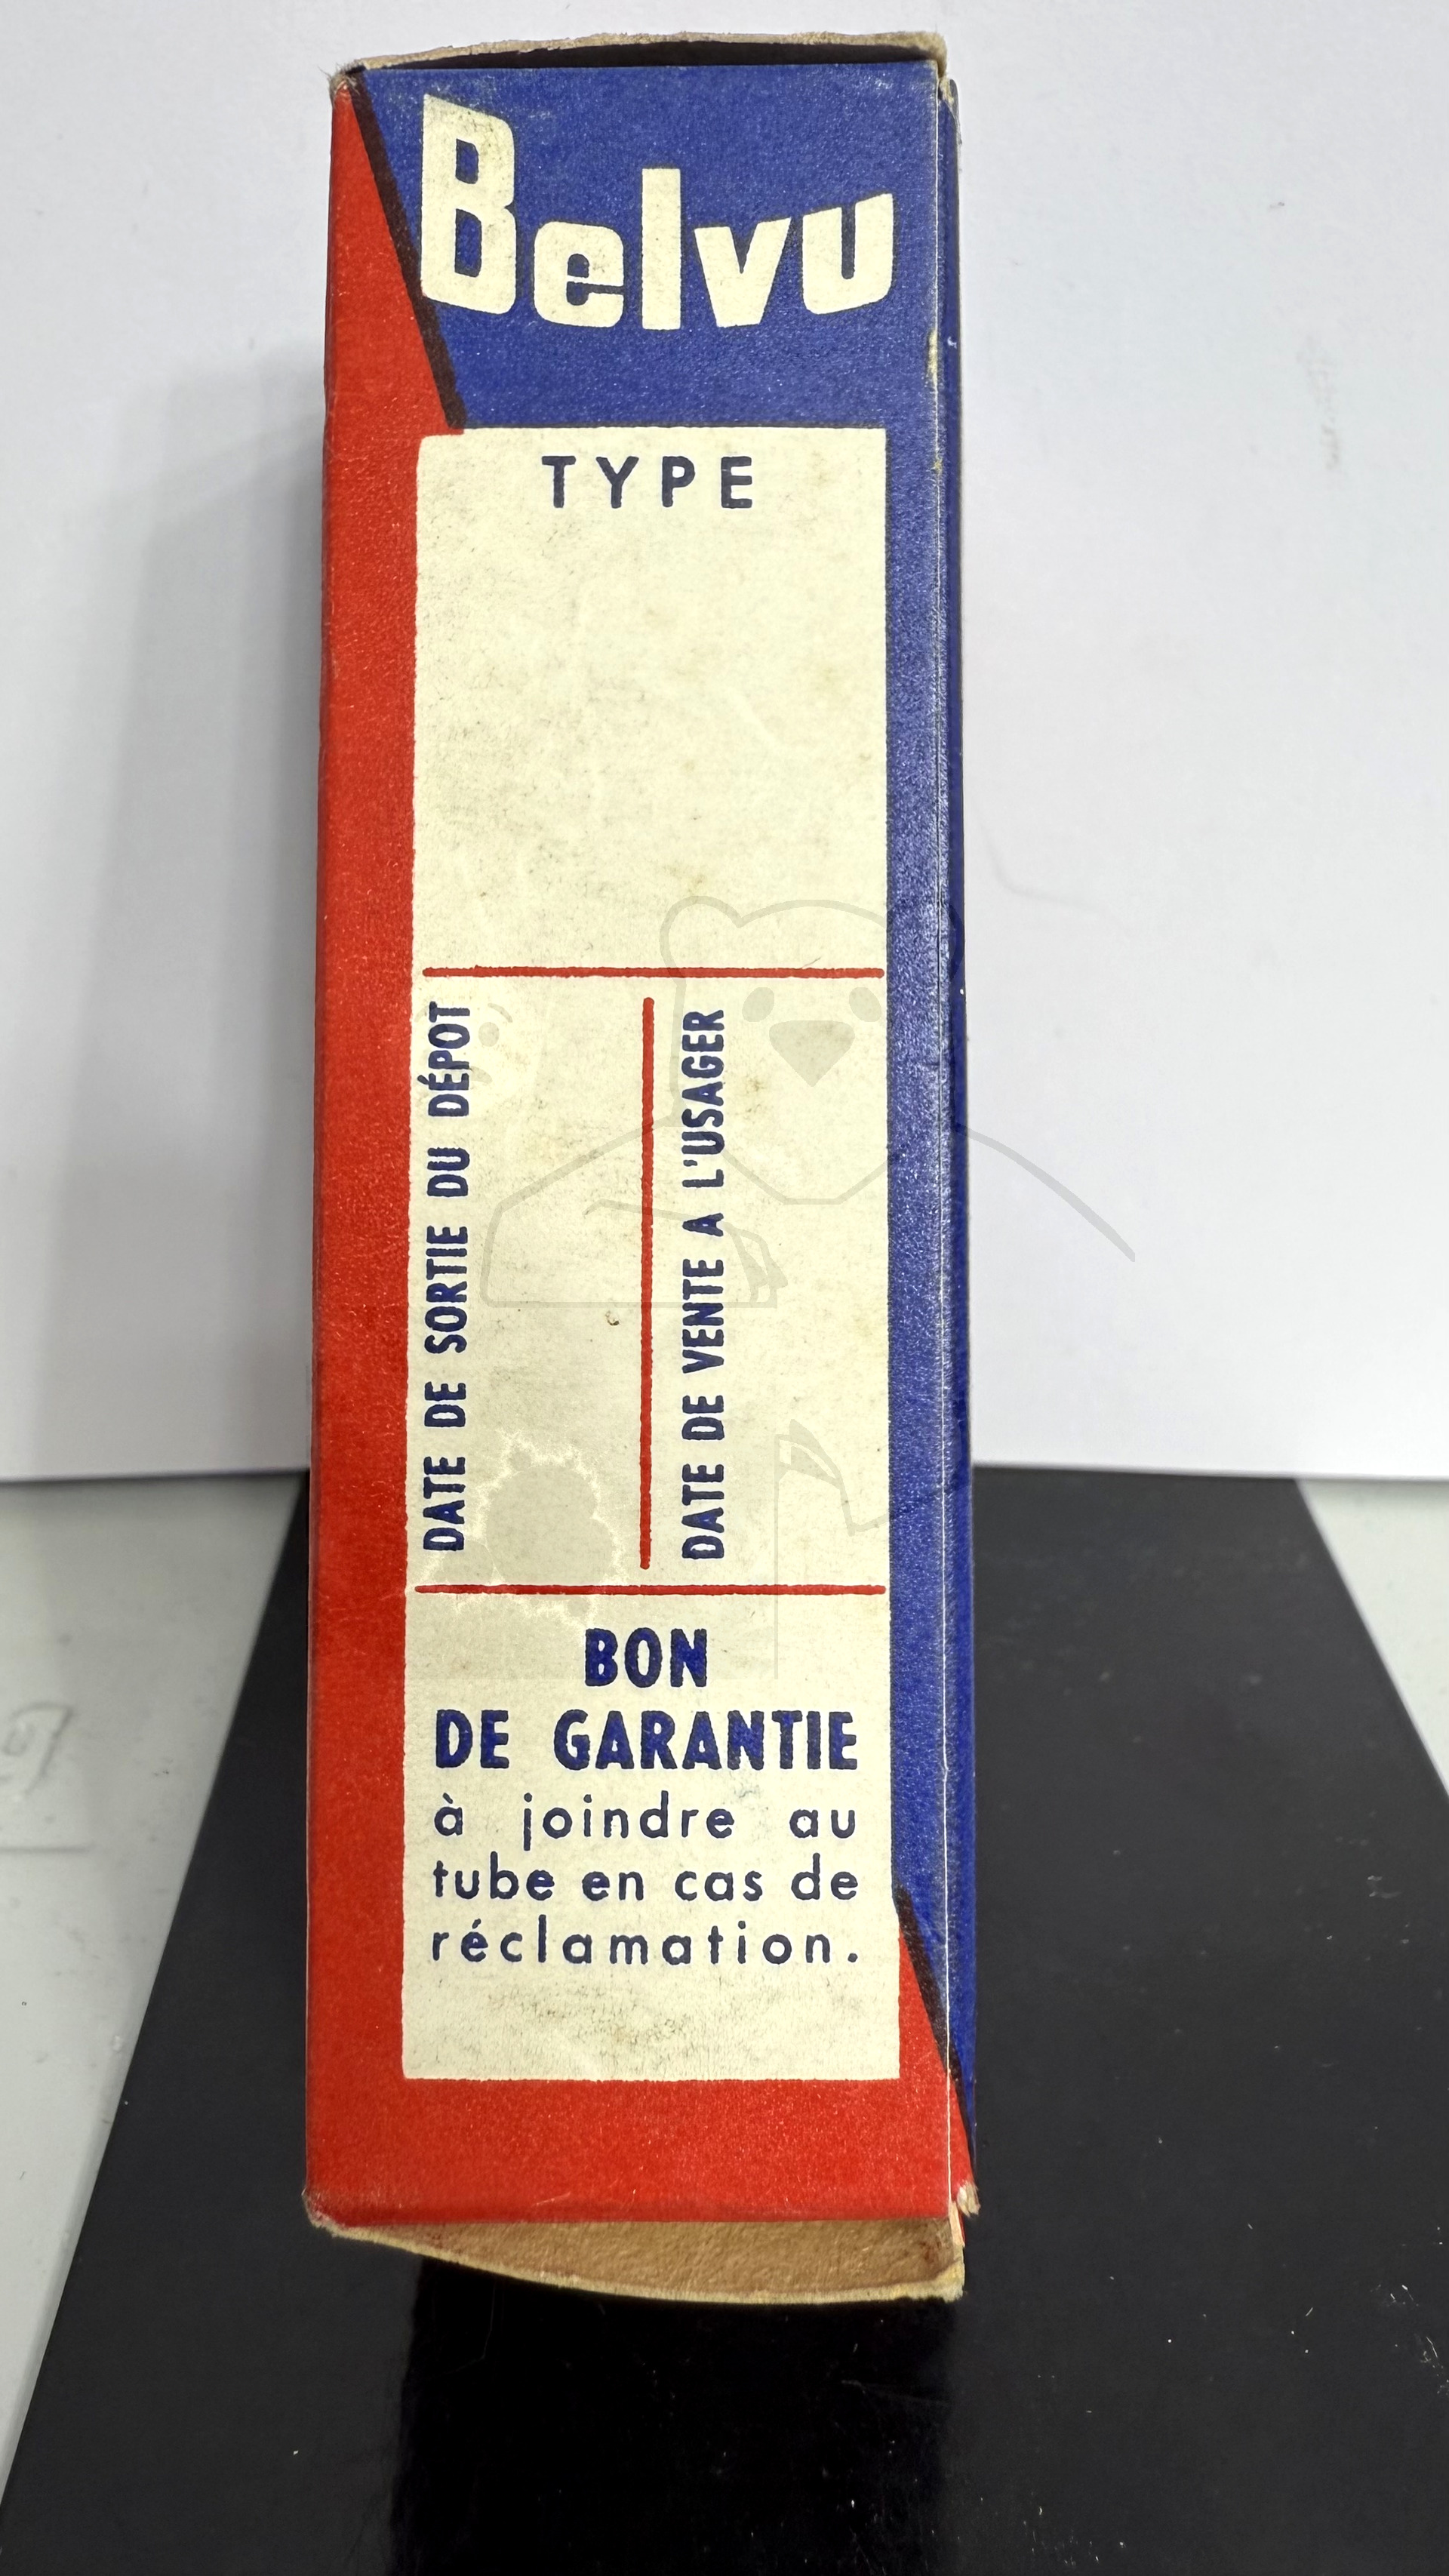 Belvu
TYPE
DATE DE SORTIE DU DÉPOT
DATE DE VENTE A L'USAGER
BON
DE GARANTIE
à joindre au
tube en cas de
réclamation.